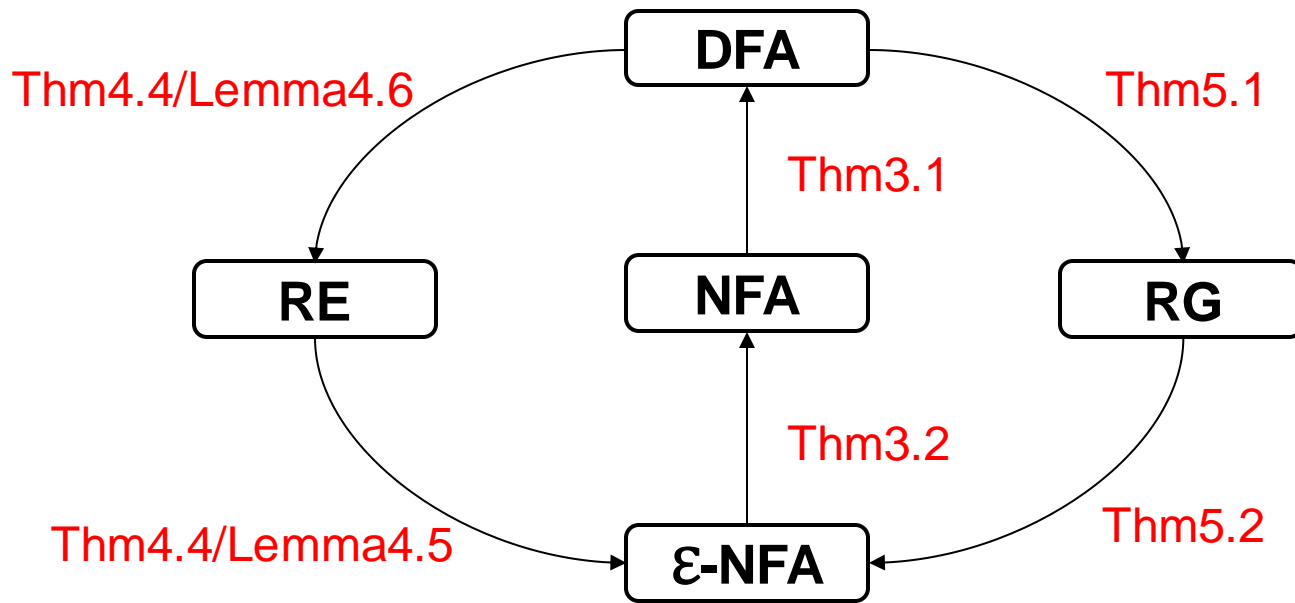 DFA
Thm4.4/Lemma4.6
Thm5.1
Thm3.1
RE
NFA
RG
Thm3.2
Thm4.4/Lemma4.5
Thm5.2
ε-NFA